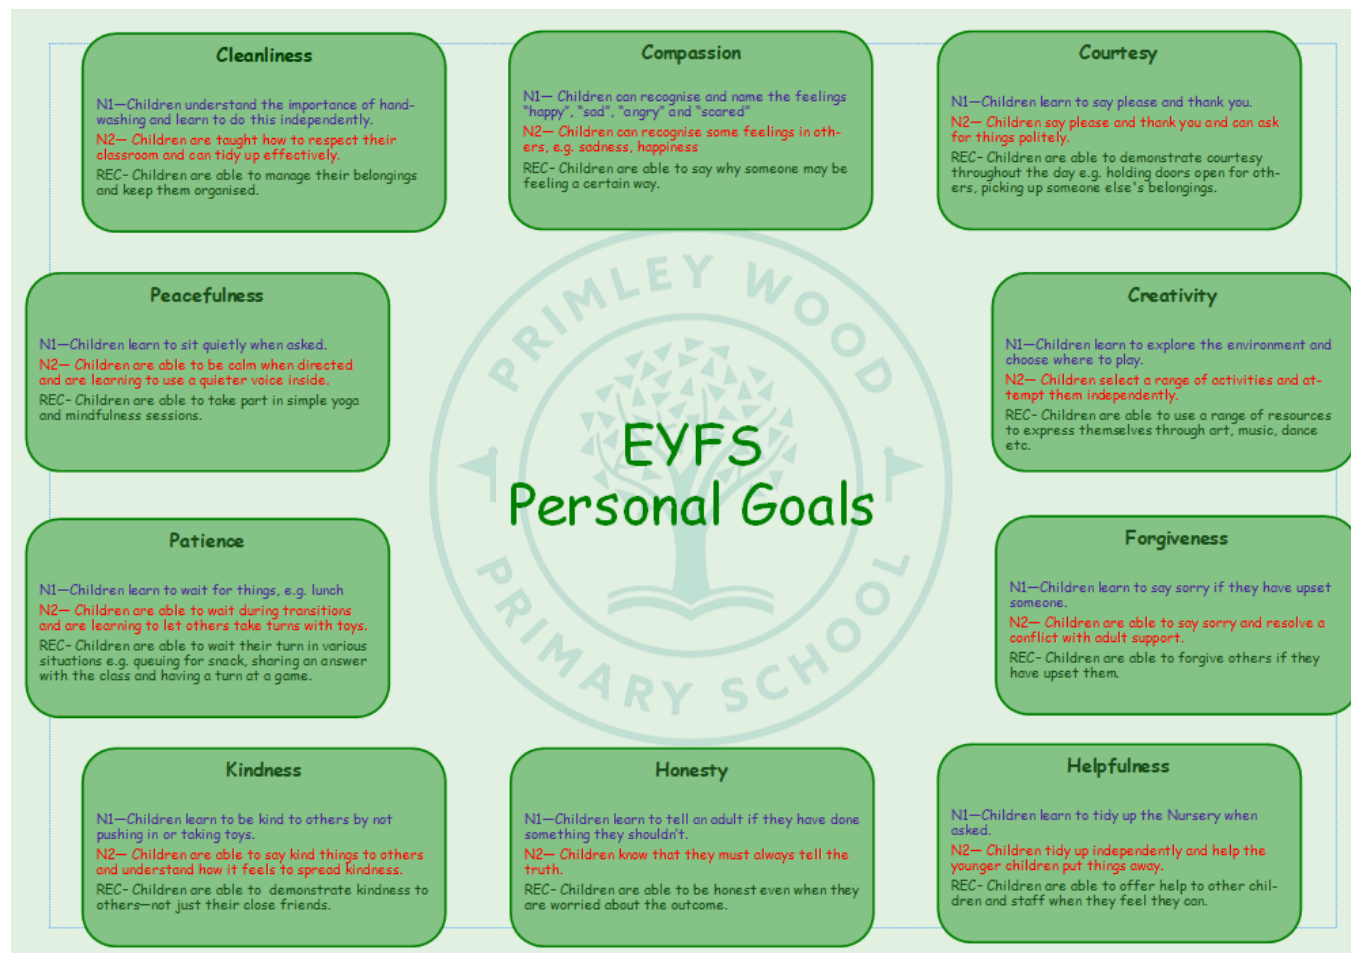 Cleanliness
N1—Children understand the importance of hand-
washing and learn to do this independently.
N2— Children are taught how to respect their
classroom and can tidy up effectively.
REC– Children are able to manage their belongings
and keep them organised.
Compassion
N1— Children can recognise and name the feelings
“happy”, “sad”, “angry” and “scared”
N2— Children can recognise some feelings in oth-
ers, e.g. sadness, happiness
REC– Children are able to say why someone may be
feeling a certain way.
Courtesy
N1—Children learn to say please and thank you.
N2— Children say please and thank you and can ask
for things politely.
REC– Children are able to demonstrate courtesy
throughout the day e.g. holding doors open for oth-
ers, picking up someone else's belongings.
Peacefulness
N1—Children learn to sit quietly when asked.
N2— Children are able to be calm when directed
and are learning to use a quieter voice inside.
REC– Children are able to take part in simple yoga
and mindfulness sessions.
PRIMLEY WOOD
EYFS
Personal Goals
PRIMARY SCHOOL
Creativity
N1—Children learn to explore the environment and
choose where to play.
N2— Children select a range of activities and at-
tempt them independently.
REC– Children are able to use a range of resources
to express themselves through art, music, dance
etc.
Patience
N1—Children learn to wait for things, e.g. lunch
N2— Children are able to wait during transitions
and are learning to let others take turns with toys.
REC– Children are able to wait their turn in various
situations e.g. queuing for snack, sharing an answer
with the class and having a turn at a game.
Forgiveness
N1—Children learn to say sorry if they have upset
someone.
N2— Children are able to say sorry and resolve a
conflict with adult support.
REC– Children are able to forgive others if they
have upset them.
Kindness
N1—Children learn to be kind to others by not
pushing in or taking toys.
N2— Children are able to say kind things to others
and understand how it feels to spread kindness.
REC– Children are able to  demonstrate kindness to
others—not just their close friends.
Honesty
N1—Children learn to tell an adult if they have done
something they shouldn’t.
N2— Children know that they must always tell the
truth.
REC– Children are able to be honest even when they
are worried about the outcome.
Helpfulness
N1—Children learn to tidy up the Nursery when
asked.
N2— Children tidy up independently and help the
younger children put things away.
REC– Children are able to offer help to other chil-
dren and staff when they feel they can.